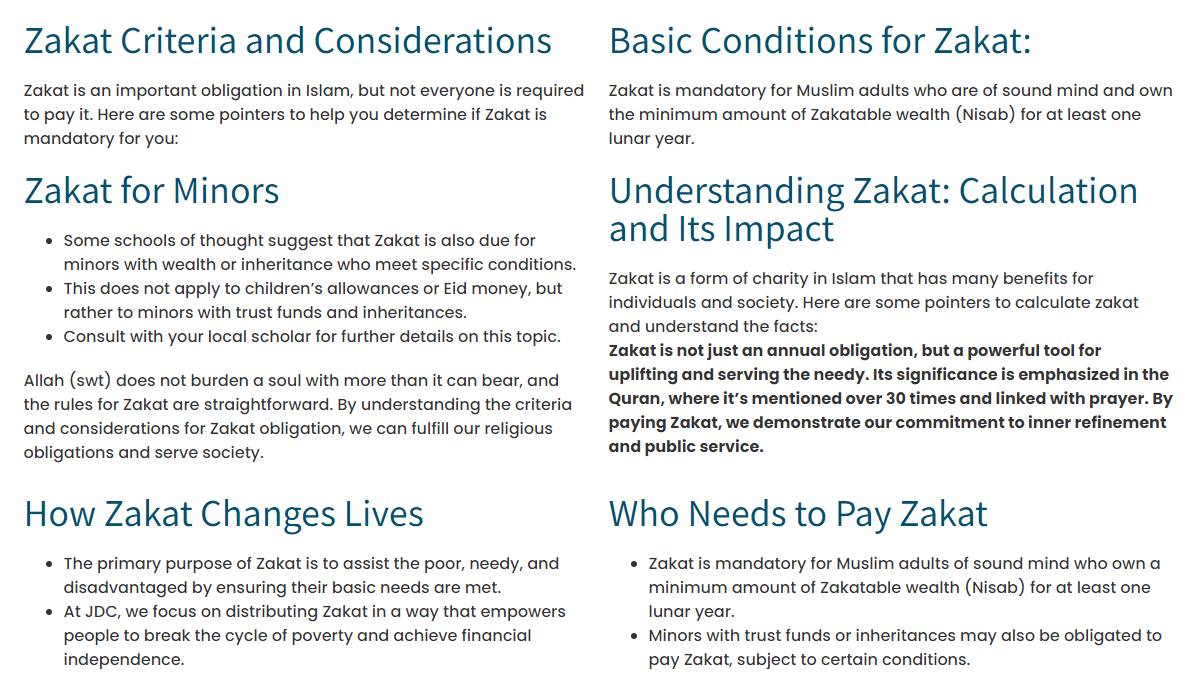 Zakat Criteria and Considerations
Zakat is an important obligation in Islam, but not everyone is required
to pay it. Here are some pointers to help you determine if Zakat is
mandatory for you:
Basic Conditions for Zakat:
Zakat is mandatory for Muslim adults who are of sound mind and own
the minimum amount of Zakatable wealth (Nisab) for at least one
lunar year.
Zakat for Minors
• Some schools of thought suggest that Zakat is also due for
minors with wealth or inheritance who meet specific conditions.
• This does not apply to children’s allowances or Eid money, but
rather to minors with trust funds and inheritances.
• Consult with your local scholar for further details on this topic.
Allah (swt) does not burden a soul with more than it can bear, and
the rules for Zakat are straightforward. By understanding the criteria
and considerations for Zakat obligation, we can fulfill our religious
obligations and serve society.
Understanding Zakat: Calculation
and Its Impact
Zakat is a form of charity in Islam that has many benefits for
individuals and society. Here are some pointers to calculate zakat
and understand the facts:
Zakat is not just an annual obligation, but a powerful tool for
uplifting and serving the needy. Its significance is emphasized in the
Quran, where it’s mentioned over 30 times and linked with prayer. By
paying Zakat, we demonstrate our commitment to inner refinement
and public service.
How Zakat Changes Lives
• The primary purpose of Zakat is to assist the poor, needy, and
disadvantaged by ensuring their basic needs are met.
• At JDC, we focus on distributing Zakat in a way that empowers
people to break the cycle of poverty and achieve financial
independence.
Who Needs to Pay Zakat
• Zakat is mandatory for Muslim adults of sound mind who own a
minimum amount of Zakatable wealth (Nisab) for at least one
lunar year.
• Minors with trust funds or inheritances may also be obligated to
pay Zakat, subject to certain conditions.